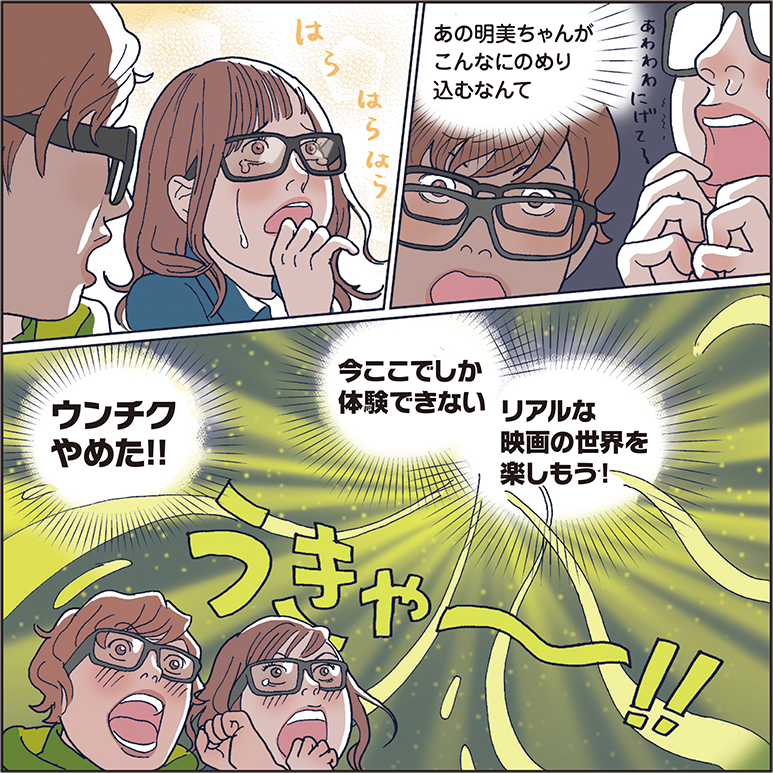 はら
はらはら
あの明美ちゃんが
こんなにのめり
込むなんて
あわわわ
にげて〜
ウンチク
やめた!!
今ここでしか
体験できない
リアルな
映画の世界を
楽しもう！
うきゃ〜!!